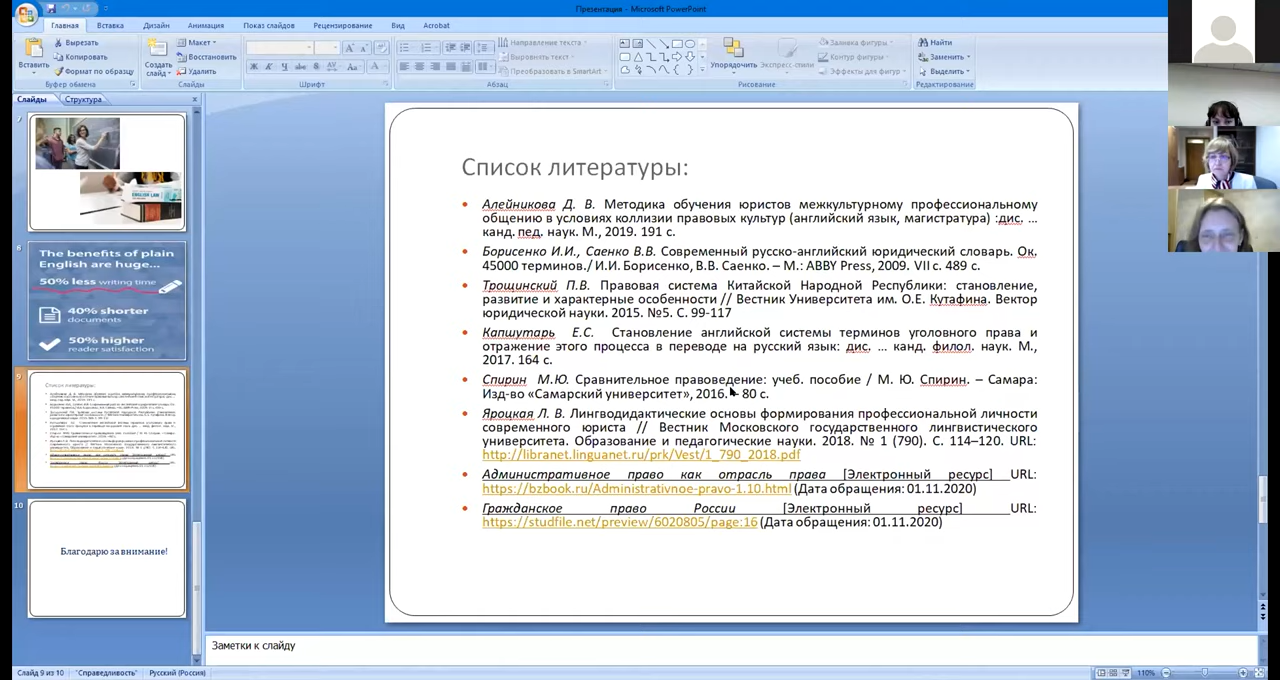 Презентация - Microsoft PowerPoint
Главная Вставка Дизайн Анимация Показ слайдов Рецензирование Вид Acrobat
Вставить
Вырезать
Копировать
Формат по образцу
Буфер обмена
Создать слайд
Макет
Восстановить
Удалить
Слайды
Шрифт
Направление текста
Выровнять текст
Преобразовать в SmartArt
Абзац
Упорядочить
Экспресс-стили
Заливка фигуры
Контур фигуры
Эффекты для фигур
Рисование
Найти
Заменить
Выделить
Редактирование
Слайды Структура
ENGLISH LAW
The benefits of plain
English are huge...
50% less writing time
40% shorter
documents
50% higher
reader satisfaction
9
10
Благодарю за внимание!
Список литературы:
Алейникова Д. В. Методика обучения юристов межкультурному профессиональному
общению в условиях коллизии правовых культур (английский язык, магистратура) :дис. ...
канд. пед. наук. М., 2019. 191 с.
Борисенко И.И., Саенко В.В. Современный русско-английский юридический словарь. Ок.
45000 терминов./ И.И. Борисенко, В.В. Саенко. – М.: ABBY Press, 2009. VII с. 489 с.
Трощинский П.В. Правовая система Китайской Народной Республики: становление,
развитие и характерные особенности // Вестник Университета им. О.Е. Кутафина. Вектор
юридической науки. 2015. №5. С. 99-117
Капшутарь Е.С. Становление английской системы терминов уголовного права и
отражение этого процесса в переводе на русский язык: дис. ... канд. филол. наук. М.,
2017. 164 с.
Спирин М.Ю. Сравнительное правоведение: учеб. пособие / М. Ю. Спирин. – Самара:
Изд-во «Самарский университет», 2016. – 80 с.
Яроцкая Л. В. Лингводидактические основы формирования профессиональной личности
современного юриста // Вестник Московского государственного лингвистического
университета. Образование и педагогические науки. 2018. № 1 (790). С. 114–127. URL:
http://libranet.linguanet.ru/prk/Vest/1_790_2018.pdf
Административное право как отрасль права [Электронный ресурс] URL:
https://bzbook.ru/Administrativnoe-pravo-1.10.html (Дата обращения: 01.11.2020)
Гражданское право России [Электронный ресурс] URL:
https://studfile.net/preview/6020805/page:16 (Дата обращения: 01.11.2020)
Заметки к слайду
Слайд 9 из 10 "Справедливость" Русский (Россия) 110%